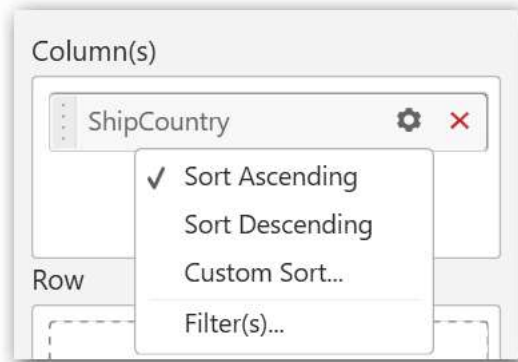 Column(s)
ShipCountry
Sort Ascending
Sort Descending
Custom Sort...
Row
Filter(s)...